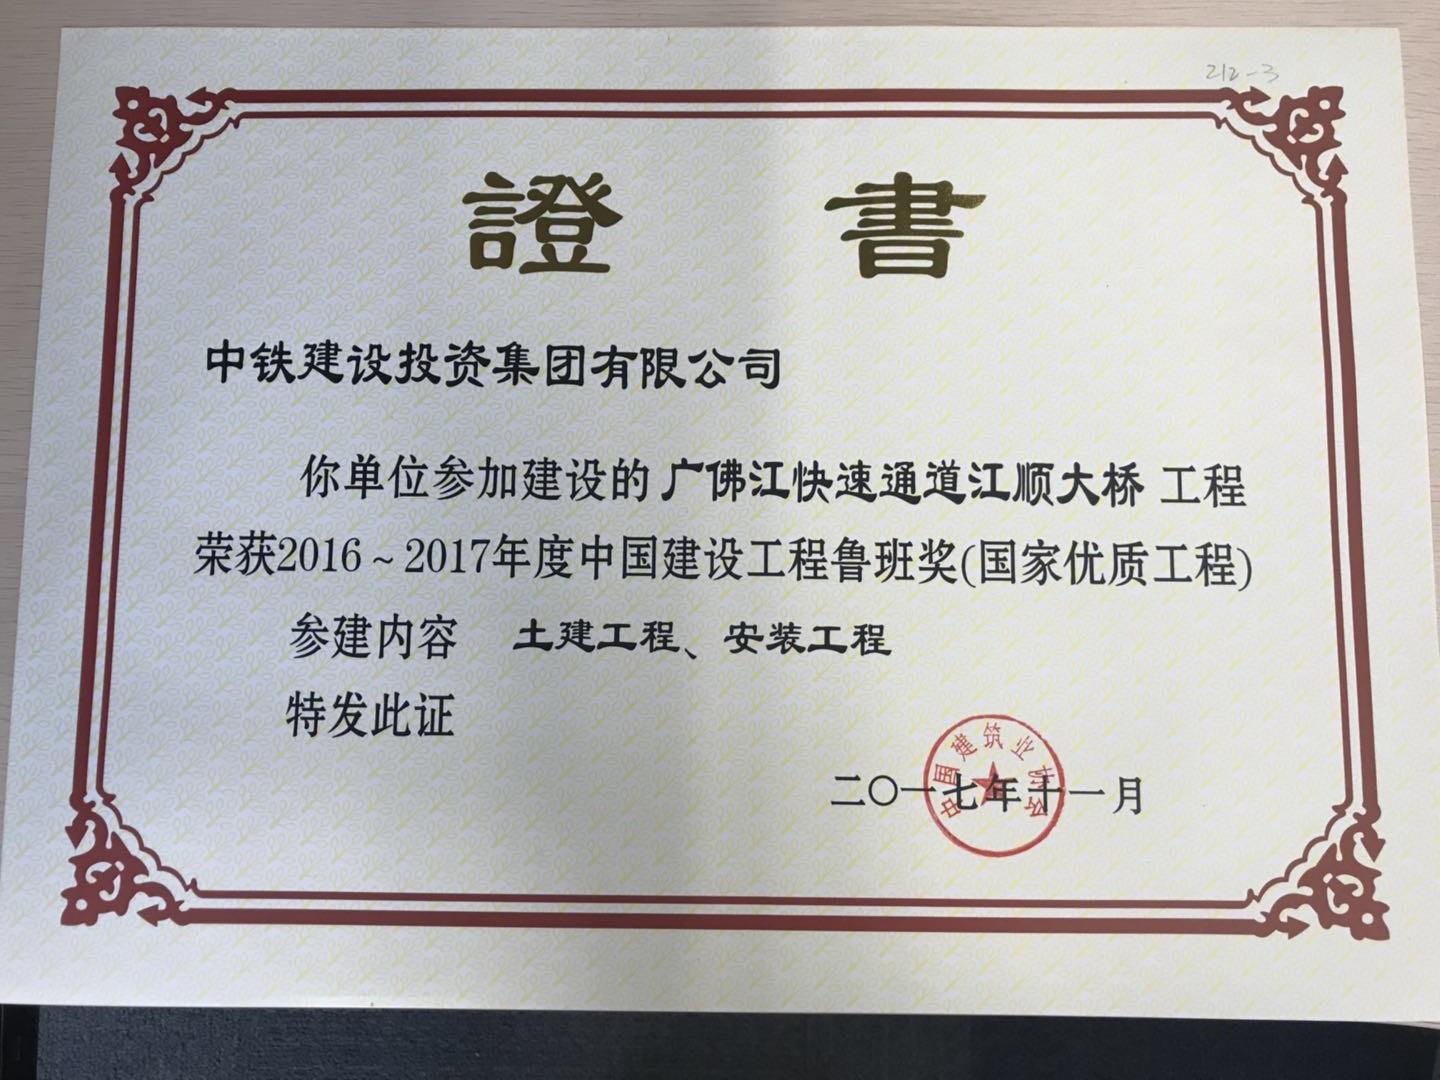 212-3
證書
中铁建设投资集团有限公司
你单位参加建设的广佛江快速通道江顺大桥 工程
荣获2016～2017年度中国建设工程鲁班奖(国家优质工程)
参建内容 土建工程、安装工程
特发此证
中国建筑业协会
二〇一七年十一月